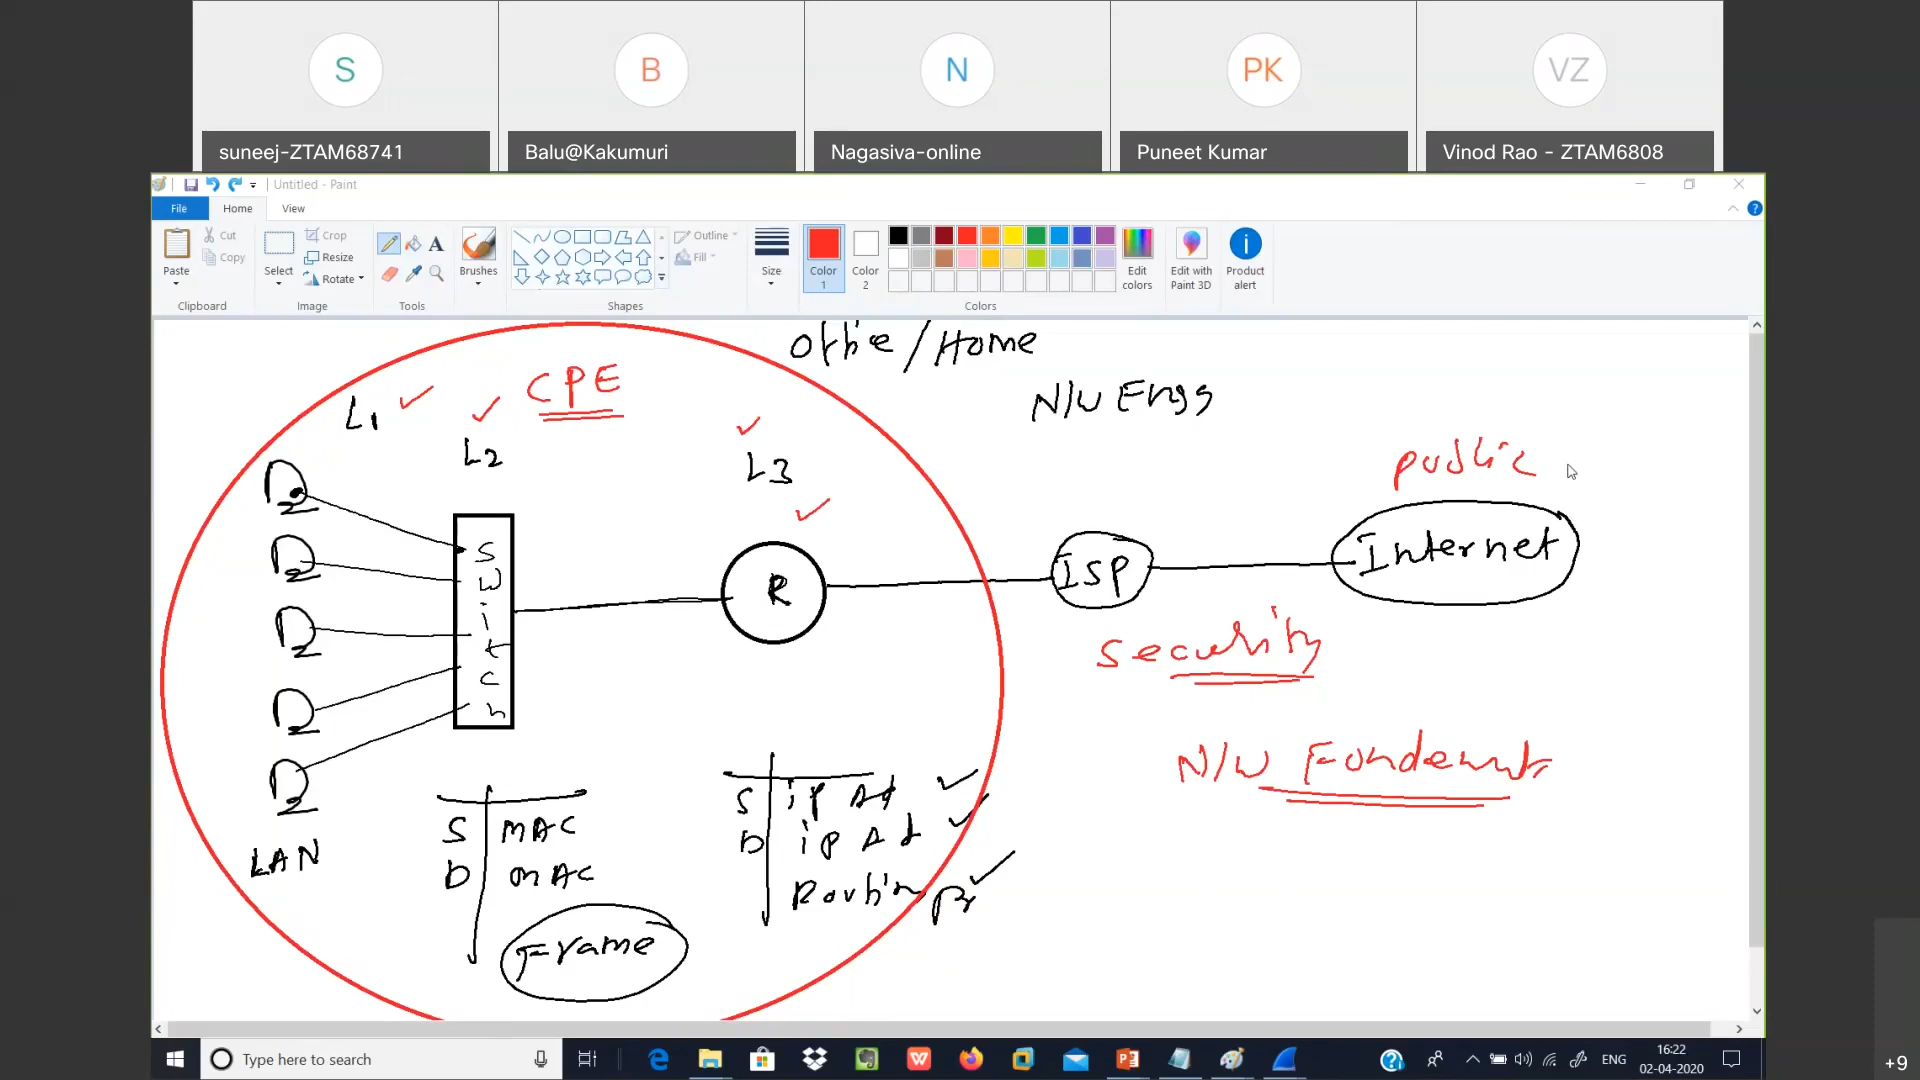 S
B
N
PK
VZ
suneej-ZTAM68741
Balu@Kakumuri
Nagasiva-online
Puneet Kumar
Vinod Rao - ZTAM6808
Untitled - Paint
File
Home
View
Paste
Cut
Copy
Clipboard
Select
Crop
Resize
Rotate
Image
A
Tools
Brushes
Shapes
Outline
Fill
Size
Color
1
Color
2
Edit
colors
Colors
Edit with
Paint 3D
Product
alert
Office/Home
N/W Engs
CPE
L1
L2
L3
public
Switch
R
ISP
Internet
Security
LAN
S MAC
D MAC
Frame
S ip Ad
D ip Ad
Routin Pr
N/W
Type here to search
ENG
16:22
02-04-2020
+9